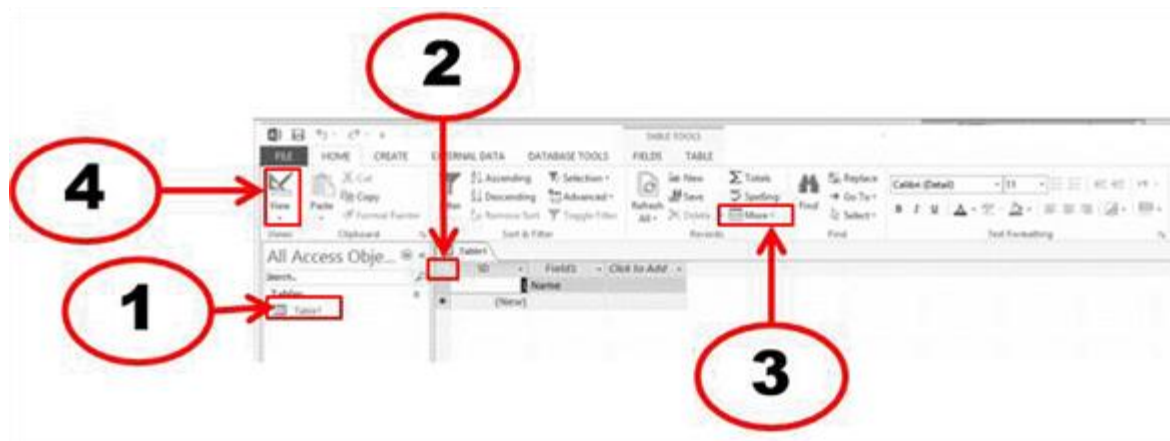 2
4
TABLE TOOLS
FILE HOME CREATE EXTERNAL DATA DATABASE TOOLS FIELDS TABLE
Cut Ascending Selection New Totals Replace
Calibri (Detail) 11
View Paste Copy Descending Advanced Refresh All Save Spelling Find Go To
Format Painter Remove Sort Toggle Filter Delete More Select
B I U A
Views Clipboard Sort & Filter Records Find Text Formatting
All Access Obje... Table1
Search... ID Field1 Click to Add
Tables Name
Table1 (New)
1
3